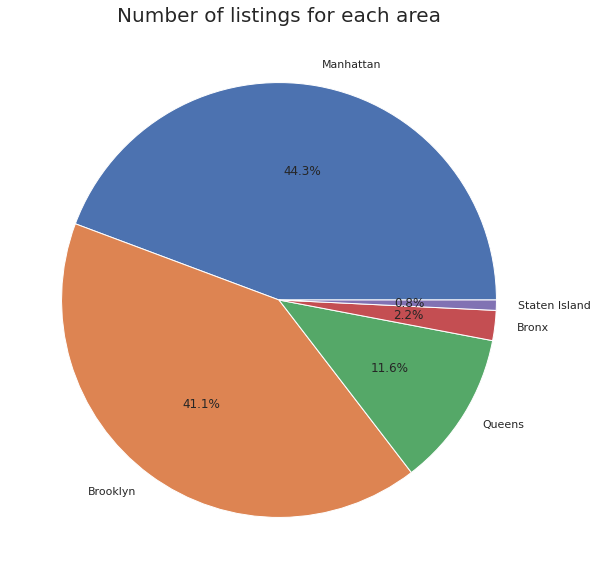 Number of listings for each area
Manhattan
44.3%
0.8%
Staten Island
2.2%
Bronx
11.6%
41.1%
Queens
Brooklyn